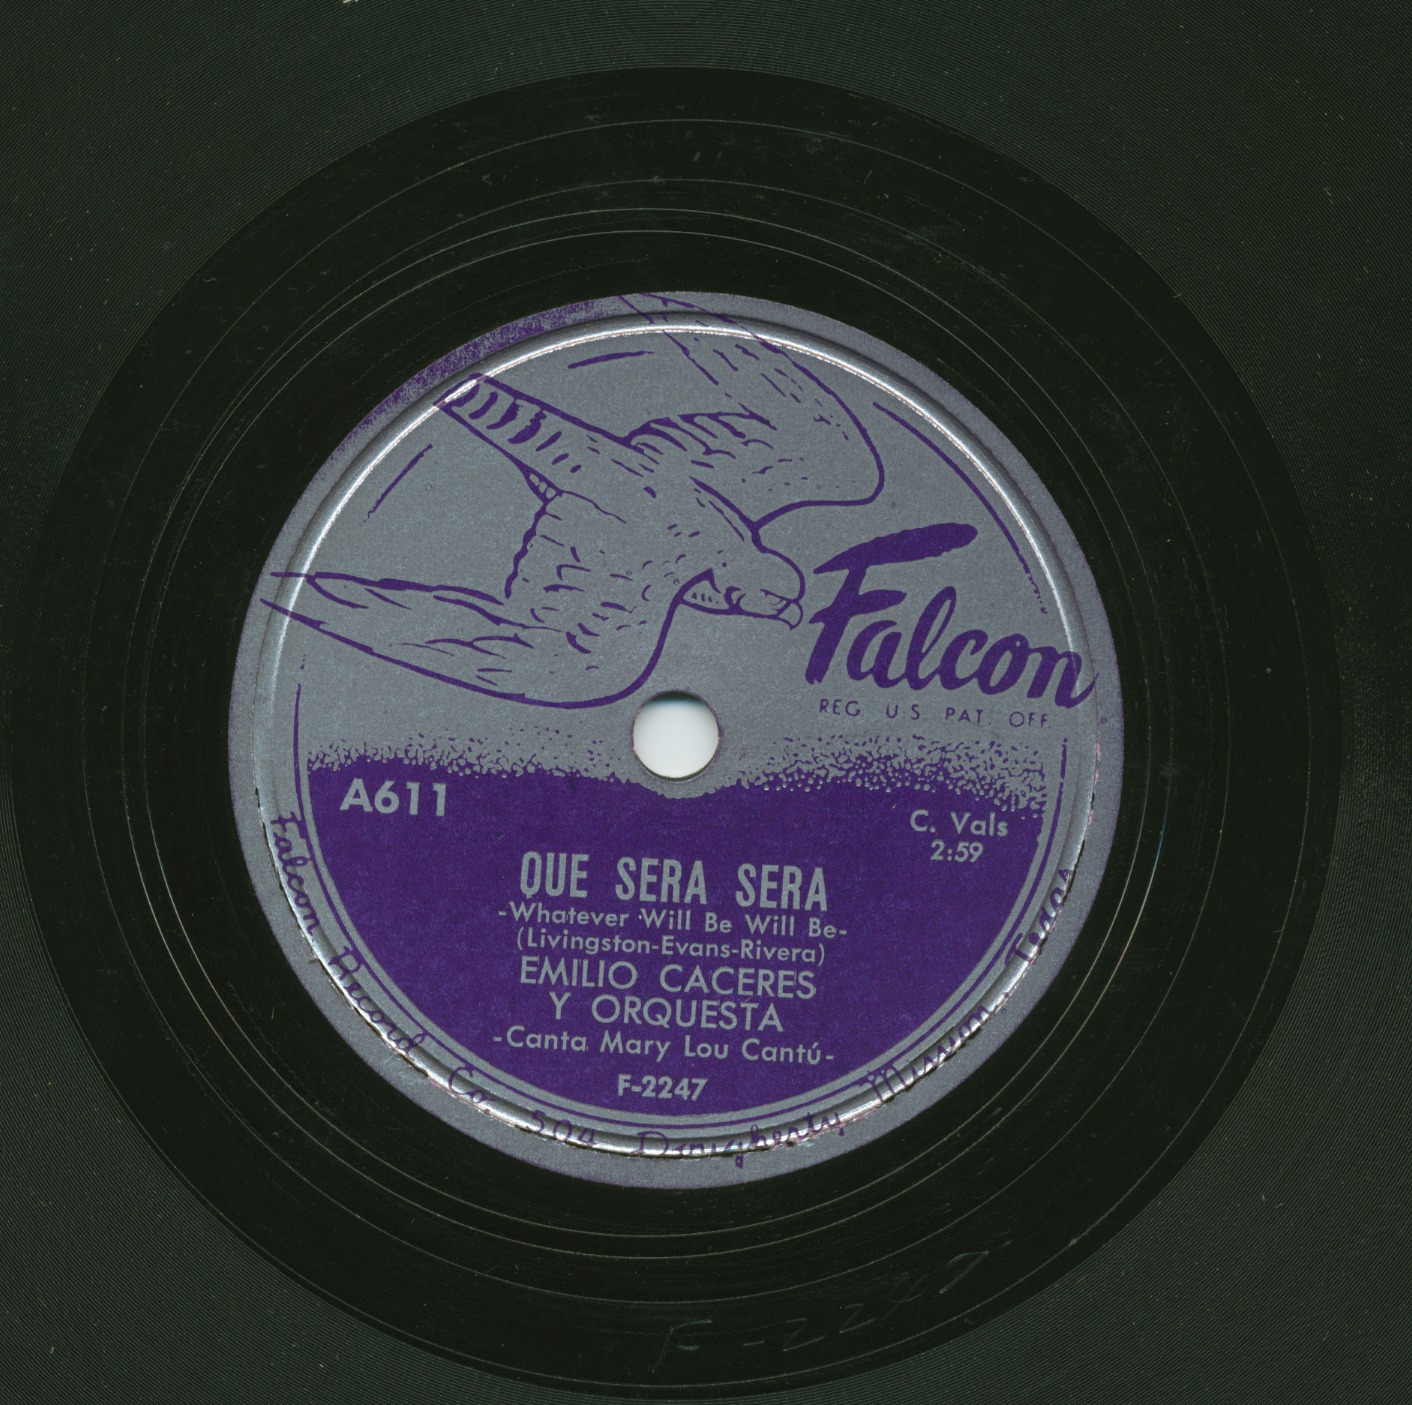 Falcon
REG. U.S. PAT. OFF.
A611
C. Vals
2:59
QUE SERA SERA
-Whatever Will Be Will Be-
(Livingston-Evans-Rivera)
EMILIO CACERES
Y ORQUESTA
-Canta Mary Lou Cantú-
F-2247
Falcon Record Co. 504 Dougherty Mission, Texas
F-2247